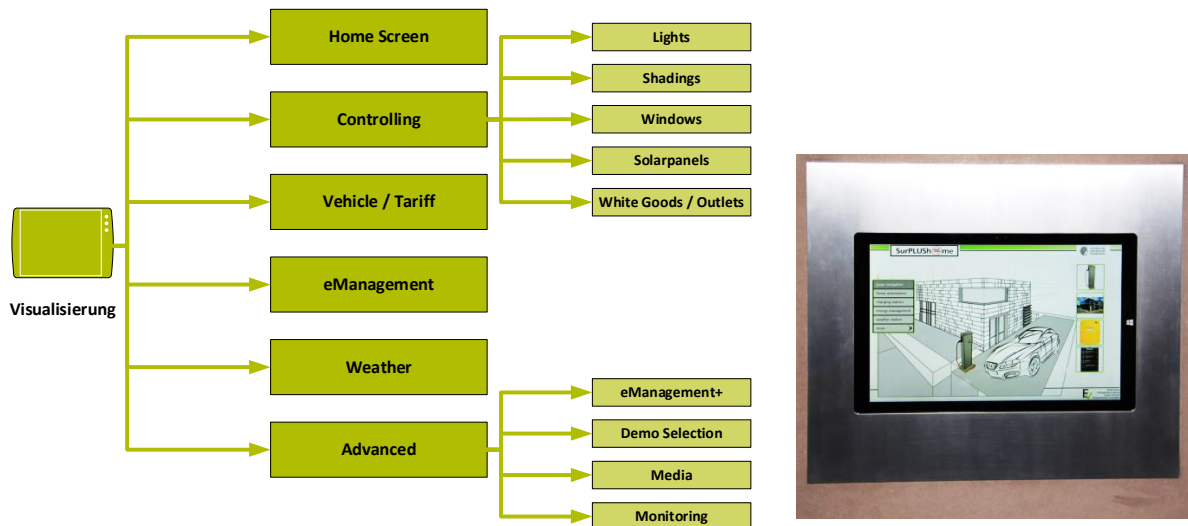 Home Screen
Controlling
Vehicle / Tariff
eManagement
Weather
Advanced
Visualisierung
Lights
Shadings
Windows
Solarpanels
White Goods / Outlets
eManagement+
Demo Selection
Media
Monitoring
SurPLUShome